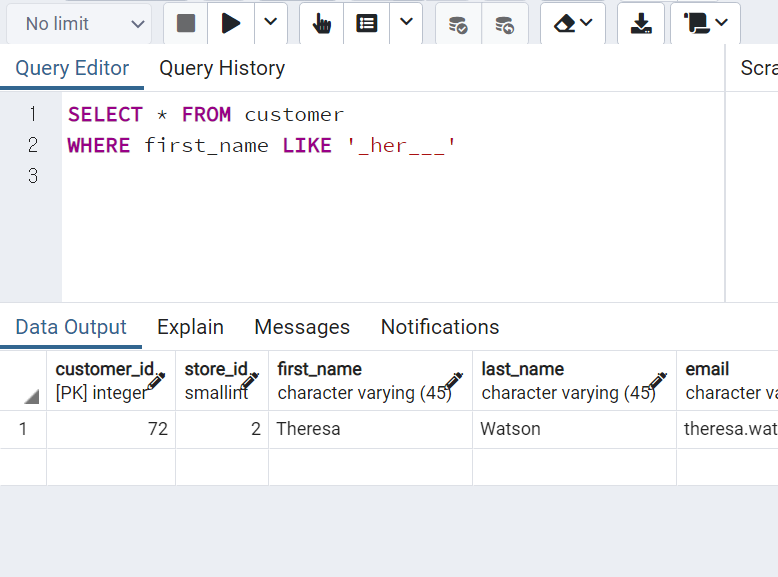 No limit
Query Editor Query History Scra
1 SELECT * FROM customer
2 WHERE first_name LIKE '_her___'
3
Data Output Explain Messages Notifications
customer_id store_id first_name last_name email
[PK] integer smallint character varying (45) character varying (45) character va
1 72 2 Theresa Watson theresa.wat